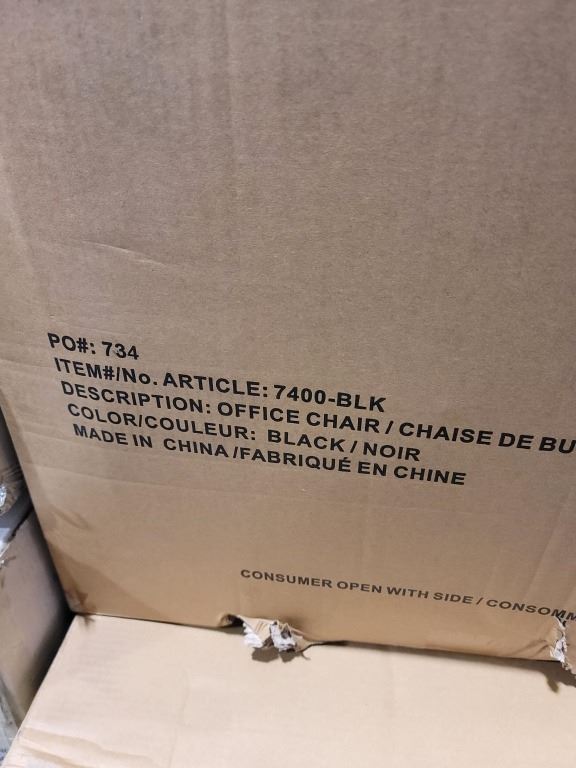 PO#: 734
ITEM#/No. ARTICLE: 7400-BLK
DESCRIPTION: OFFICE CHAIR / CHAISE DE BU
COLOR/COULEUR: BLACK / NOIR
MADE IN CHINA /FABRIQUÉ EN CHINE
CONSUMER OPEN WITH SIDE / CONSOMM